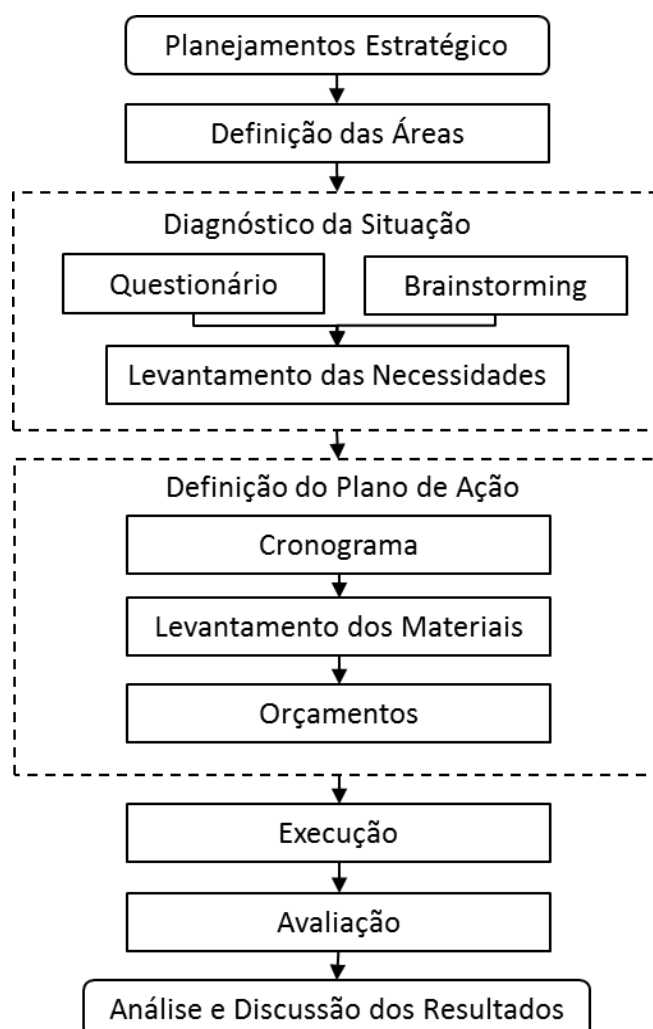 Planejamentos Estratégico
Definição das Áreas
Diagnóstico da Situação
Questionário
Brainstorming
Levantamento das Necessidades
Definição do Plano de Ação
Cronograma
Levantamento dos Materiais
Orçamentos
Execução
Avaliação
Análise e Discussão dos Resultados